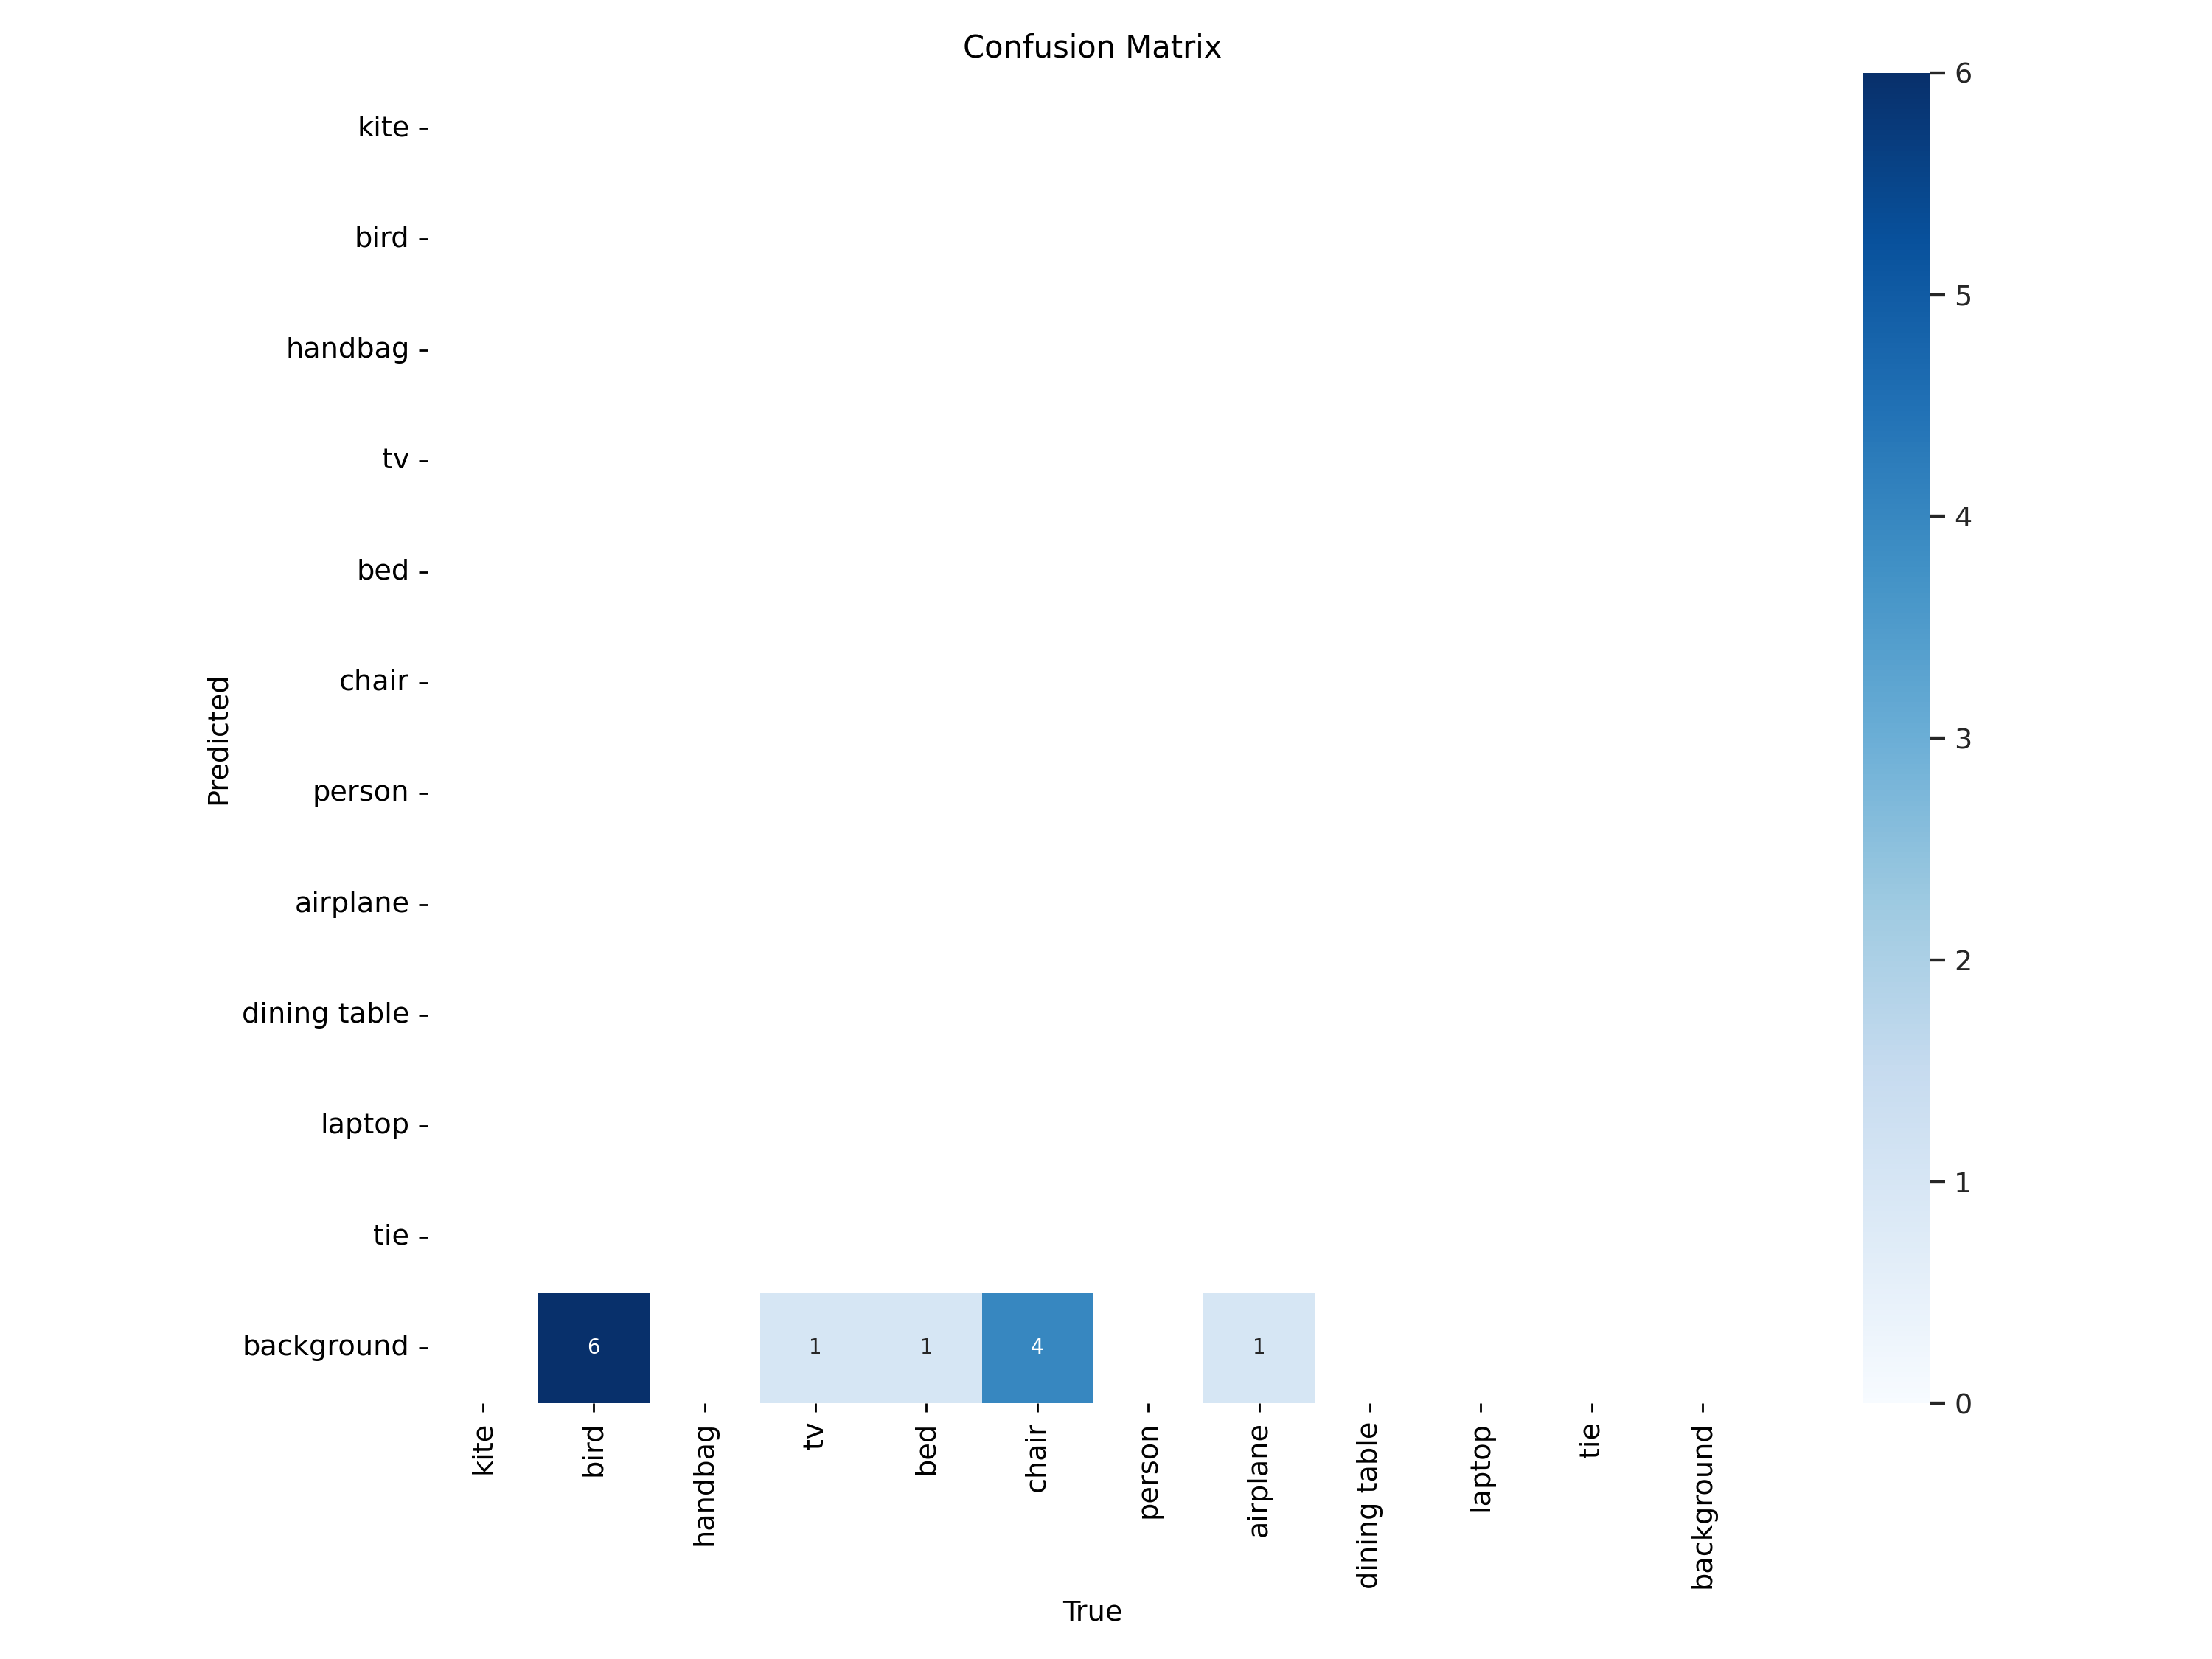 Confusion Matrix
kite
bird
handbag
tv
bed
chair
person
airplane
dining table
laptop
tie
background
Predicted
6 1 1 4 1
kite
bird
handbag
tv
bed
chair
person
airplane
dining table
laptop
tie
background
True
6
5
4
3
2
1
0